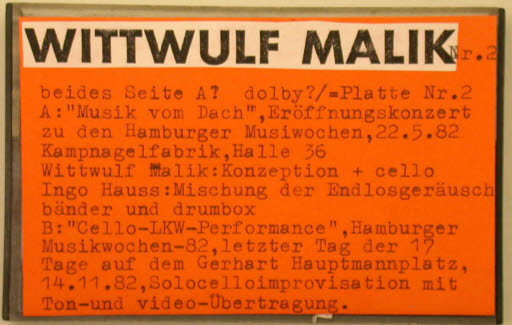 WITTWULF MALIK Nr.2
beides Seite A? dolby?/=Platte Nr.2
A:"Musik vom Dach",Eröffnungskonzert
zu den Hamburger Musiwochen,22.5.82
Kampnagelfabrik,Halle 36
Wittwulf Malik:Konzeption + cello
Ingo Hauss:Mischung der Endlosgeräusch
bänder und drumbox
B:"Cello-LKW-Performance",Hamburger
Musikwochen-82,letzter Tag der 17
Tage auf dem Gerhart Hauptmannplatz,
14.11.82,Solocelloimprovisation mit
Ton-und video-Übertragung.